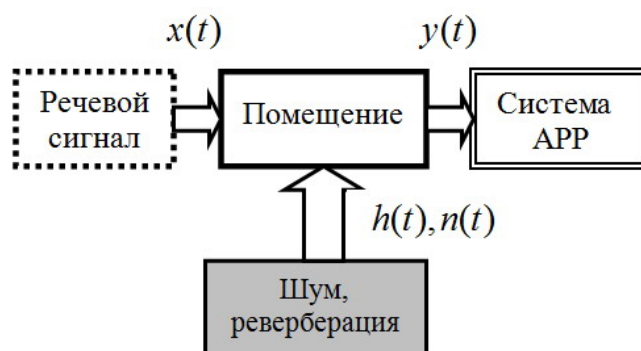 x(t)
y(t)
Речевой
сигнал
Помещение
Система
АРР
h(t), n(t)
Шум,
реверберация